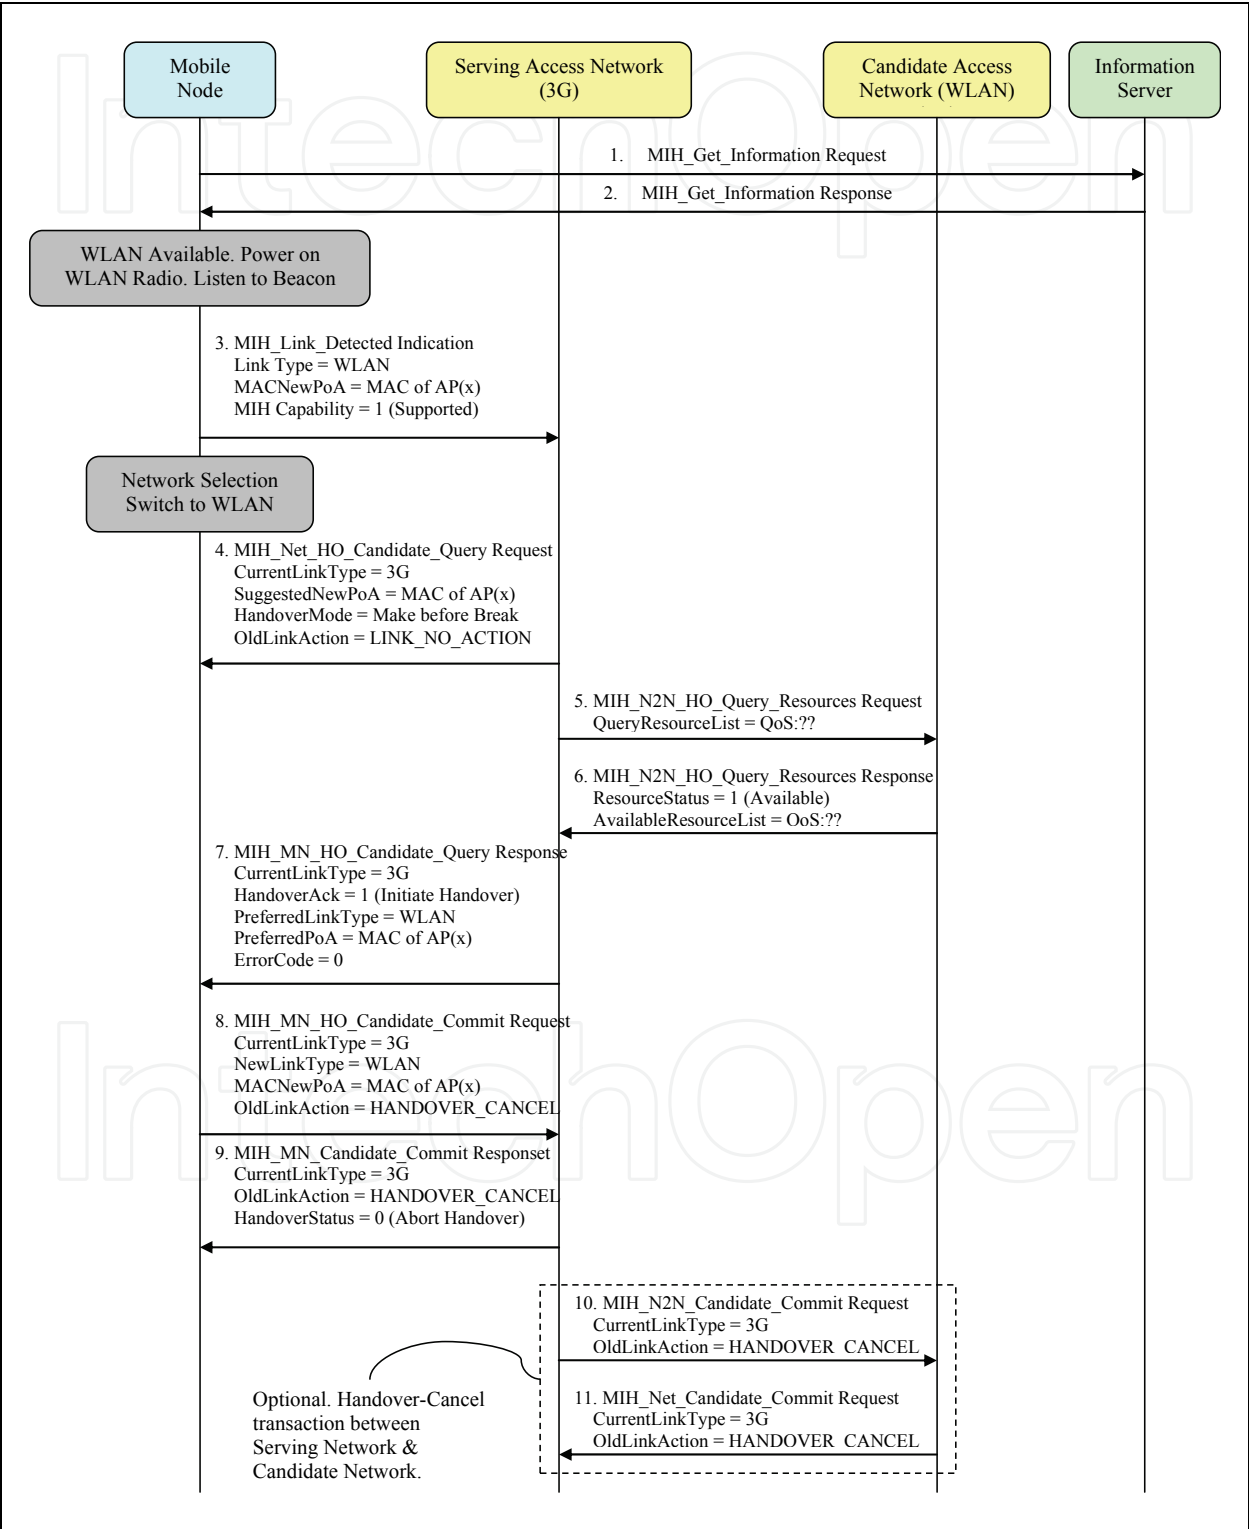 Mobile
Node
Serving Access Network
(3G)
Candidate Access
Network (WLAN)
Information
Server
1. MIH_Get_Information Request
2. MIH_Get_Information Response
WLAN Available. Power on
WLAN Radio. Listen to Beacon
3. MIH_Link_Detected Indication
Link Type = WLAN
MACNewPoA = MAC of AP(x)
MIH Capability = 1 (Supported)
Network Selection
Switch to WLAN
4. MIH_Net_HO_Candidate_Query Request
CurrentLinkType = 3G
SuggestedNewPoA = MAC of AP(x)
HandoverMode = Make before Break
OldLinkAction = LINK_NO_ACTION
5. MIH_N2N_HO_Query_Resources Request
QueryResourceList = QoS:??
6. MIH_N2N_HO_Query_Resources Response
ResourceStatus = 1 (Available)
AvailableResourceList = OoS:??
7. MIH_MN_HO_Candidate_Query Response
CurrentLinkType = 3G
HandoverAck = 1 (Initiate Handover)
PreferredLinkType = WLAN
PreferredPoA = MAC of AP(x)
ErrorCode = 0
8. MIH_MN_HO_Candidate_Commit Request
CurrentLinkType = 3G
NewLinkType = WLAN
MACNewPoA = MAC of AP(x)
OldLinkAction = HANDOVER_CANCEL
9. MIH_MN_Candidate_Commit Responset
CurrentLinkType = 3G
OldLinkAction = HANDOVER_CANCEL
HandoverStatus = 0 (Abort Handover)
10. MIH_N2N_Candidate_Commit Request
CurrentLinkType = 3G
OldLinkAction = HANDOVER CANCEL
11. MIH_Net_Candidate_Commit Request
CurrentLinkType = 3G
OldLinkAction = HANDOVER CANCEL
Optional. Handover-Cancel
transaction between
Serving Network &
Candidate Network.
IntechOpen
IntechOpen